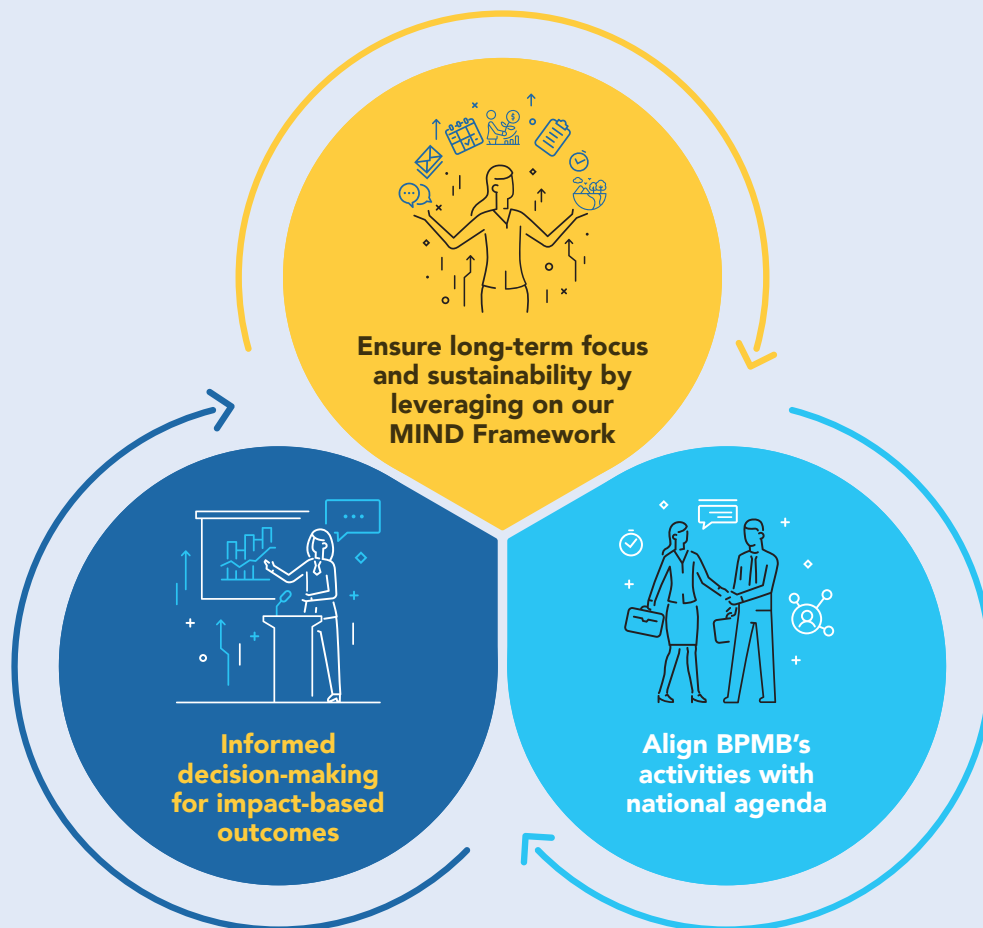 Ensure long-term focus
and sustainability by
leveraging on our
MIND Framework
Informed
decision-making
for impact-based
outcomes
Align BPMB’s
activities with
national agenda